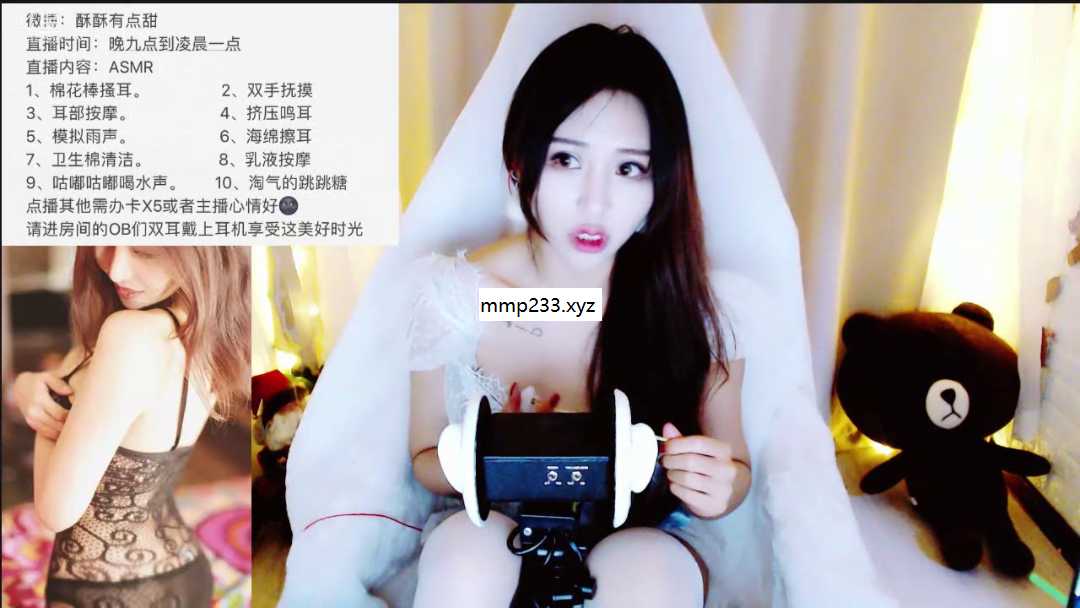 微博：酥酥有点甜
直播时间：晚九点到凌晨一点
直播内容：ASMR
1、棉花棒搔耳。 2、双手抚摸
3、耳部按摩。 4、挤压鸣耳
5、模拟雨声。 6、海绵擦耳
7、卫生棉清洁。 8、乳液按摩
9、咕嘟咕嘟喝水声。 10、淘气的跳跳糖
点播其他需办卡X5或者主播心情好🌚
请进房间的OB们双耳戴上耳机享受这美好时光
mmp233.xyz